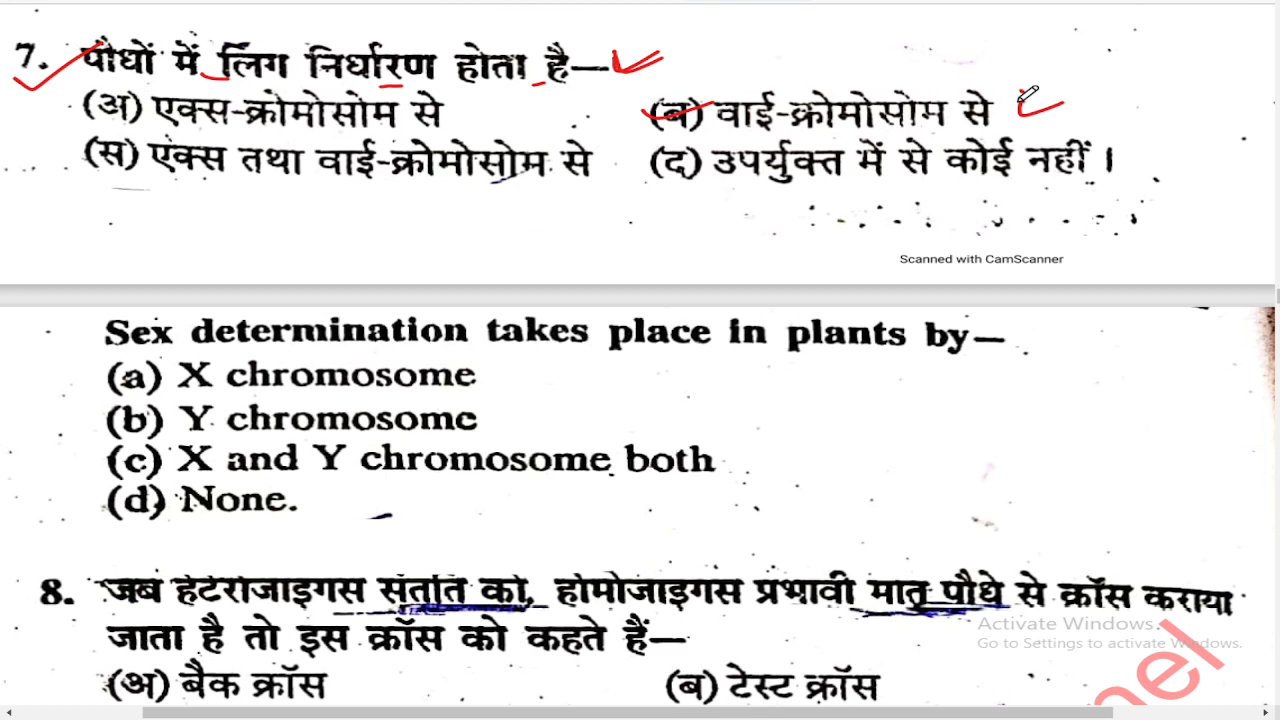 7. पौधों में लिंग निर्धारण होता है—
(अ) एक्स-क्रोमोसोम से (ब) वाई-क्रोमोसोम से
(स) एक्स तथा वाई-क्रोमोसोम से (द) उपर्युक्त में से कोई नहीं ।
Scanned with CamScanner
Sex determination takes place in plants by—
(a) X chromosome
(b) Y chromosome
(c) X and Y chromosome both
(d) None.
8. जब हेटरोजाइगस संतति को, होमोजाइगस प्रभावी मातृ पौधे से क्रॉस कराया
जाता है तो इस क्रॉस को कहते हैं—
Activate Windows
Go to Settings to activate Windows.
(अ) बैक क्रॉस (ब) टेस्ट क्रॉस
nel